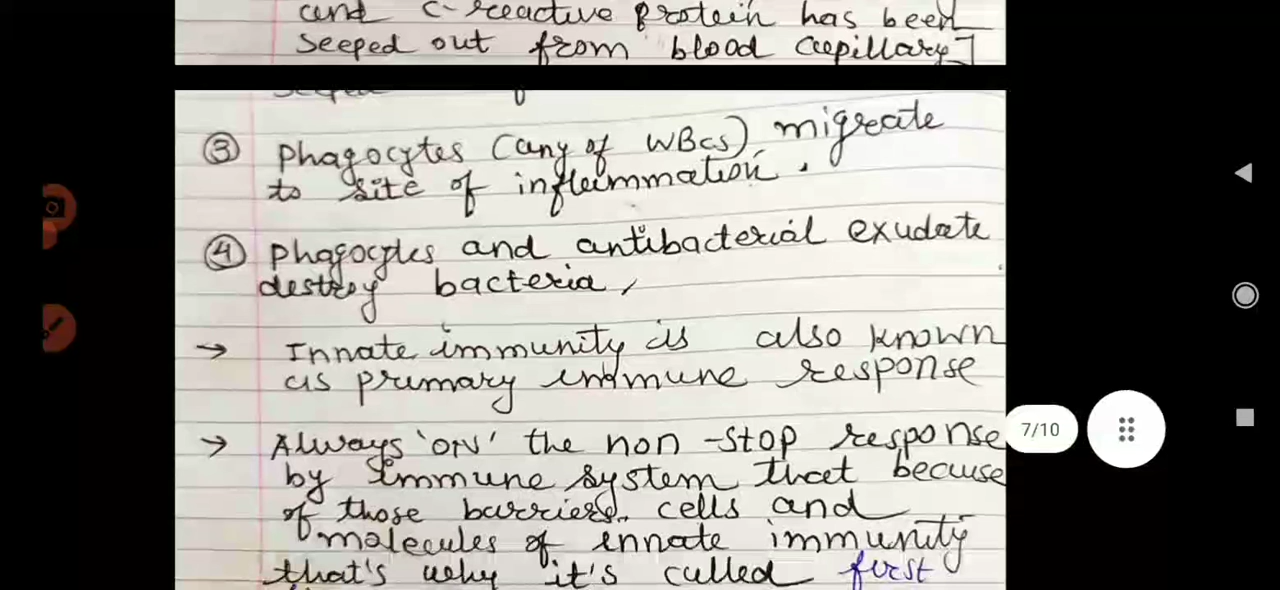 and C-reactive protein has been
seeped out from blood capillary]
③ Phagocytes (any of WBCs) migrate
to site of inflammation.
④ Phagocytes and antibacterial exudate
destroy bacteria,
→ Innate immunity is also known
as primary immune response
→ Always 'ON' the non-stop response
by immune system that because
of those barriers, cells and
molecules of innate immunity
that's why it's called first
7/10